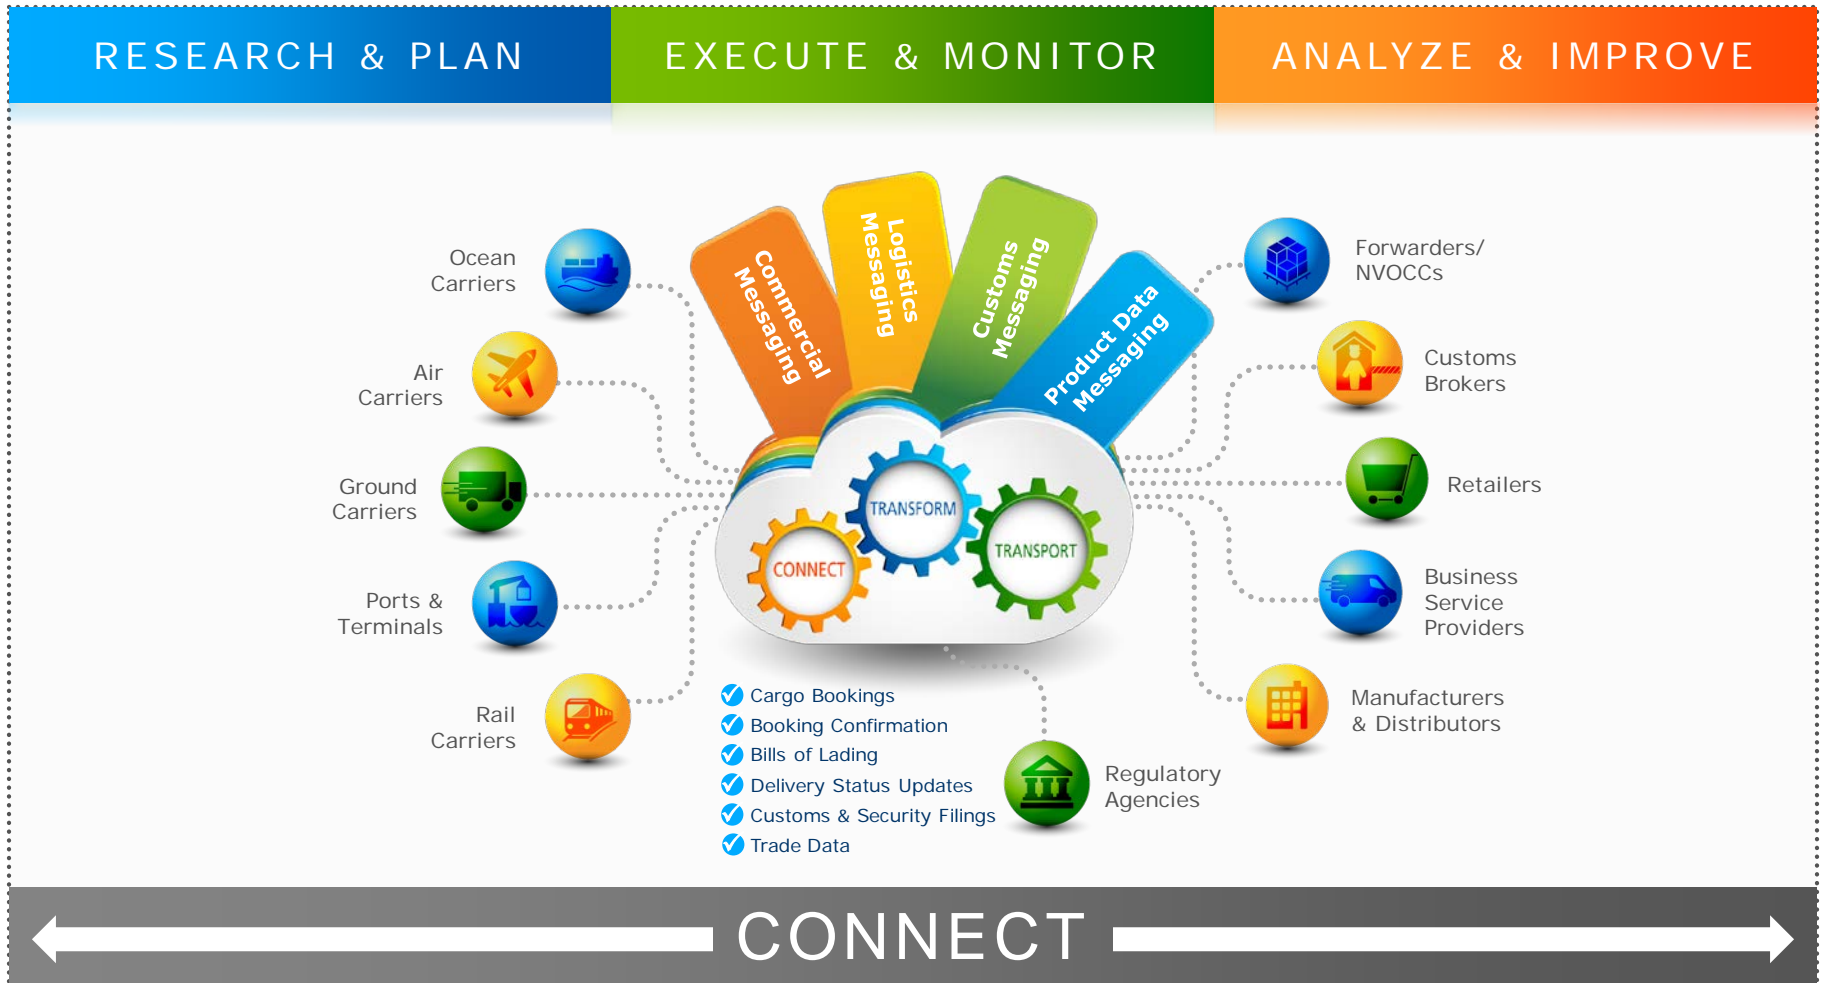 RESEARCH & PLAN
EXECUTE & MONITOR
ANALYZE & IMPROVE
Commercial
Messaging
Logistics
Messaging
Customs
Messaging
Product Data
Messaging
Ocean
Carriers
Air
Carriers
Ground
Carriers
Ports &
Terminals
Rail
Carriers
CONNECT
TRANSFORM
TRANSPORT
Forwarders/
NVOCCs
Customs
Brokers
Retailers
Business
Service
Providers
Manufacturers
& Distributors
Regulatory
Agencies
Cargo Bookings
Booking Confirmation
Bills of Lading
Delivery Status Updates
Customs & Security Filings
Trade Data
CONNECT